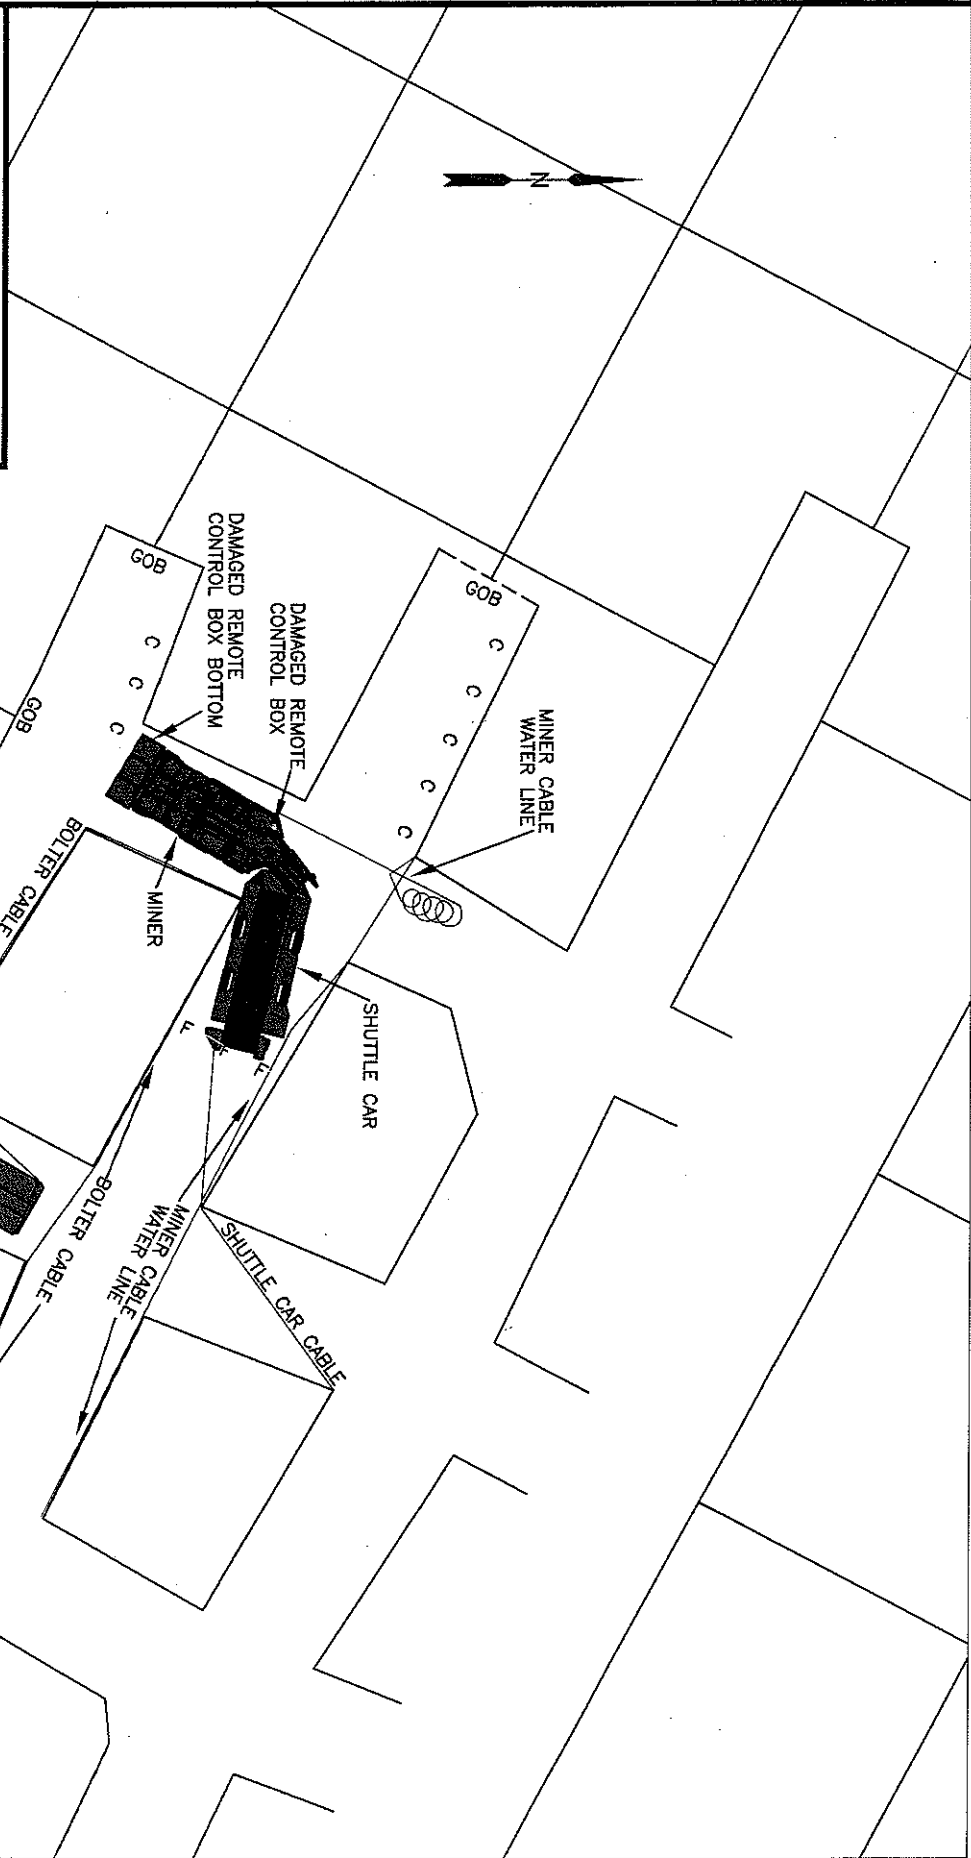 N
GOB
GOB
GOB
C
C
C
C
C
C
C
C
MINER CABLE
WATER LINE
DAMAGED REMOTE
CONTROL BOX
DAMAGED REMOTE
CONTROL BOX BOTTOM
MINER
BOLTER CABLE
SHUTTLE CAR
F
F
F
BOLTER CABLE
MINER CABLE
WATER LINE
SHUTTLE CAR CABLE